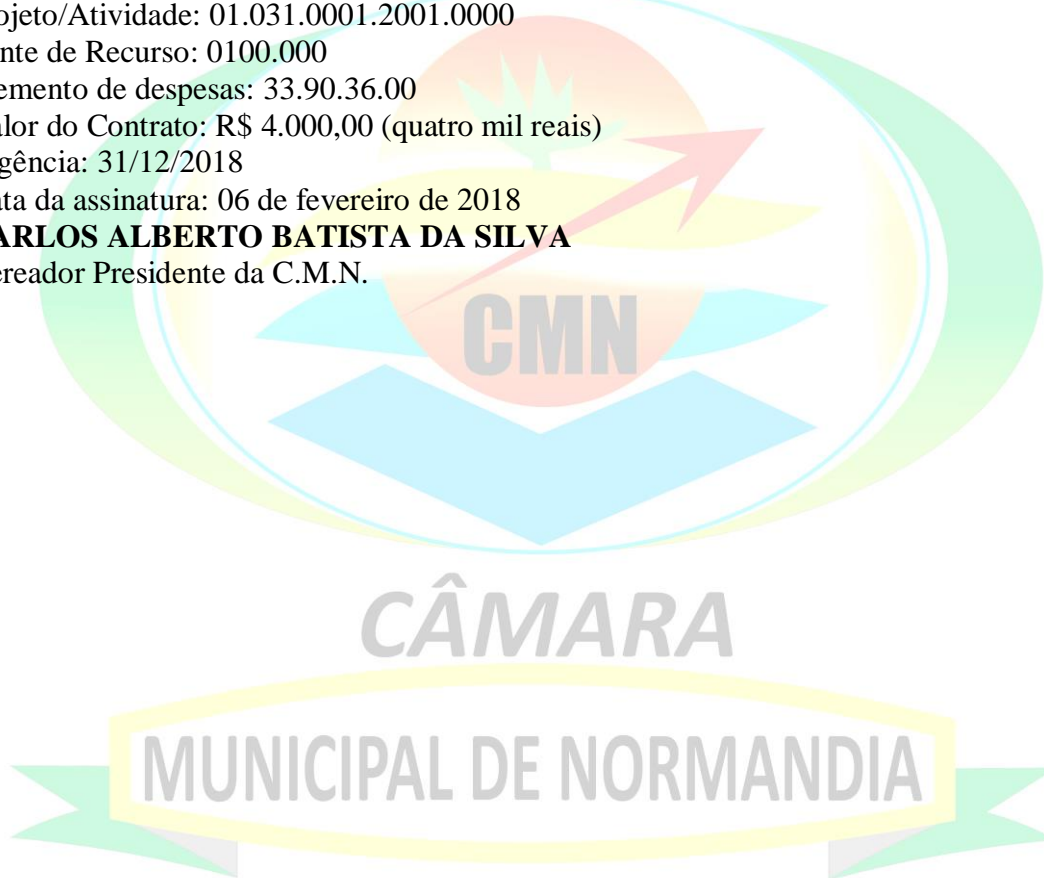 ojeto/Atividade: 01.031.0001.2001.0000
nte de Recurso: 0100.000
emento de despesas: 33.90.36.00
alor do Contrato: R$ 4.000,00 (quatro mil reais)
gência: 31/12/2018
ata da assinatura: 06 de fevereiro de 2018
ARLOS ALBERTO BATISTA DA SILVA
ereador Presidente da C.M.N.
CMN
CÂMARA
MUNICIPAL DE NORMANDIA